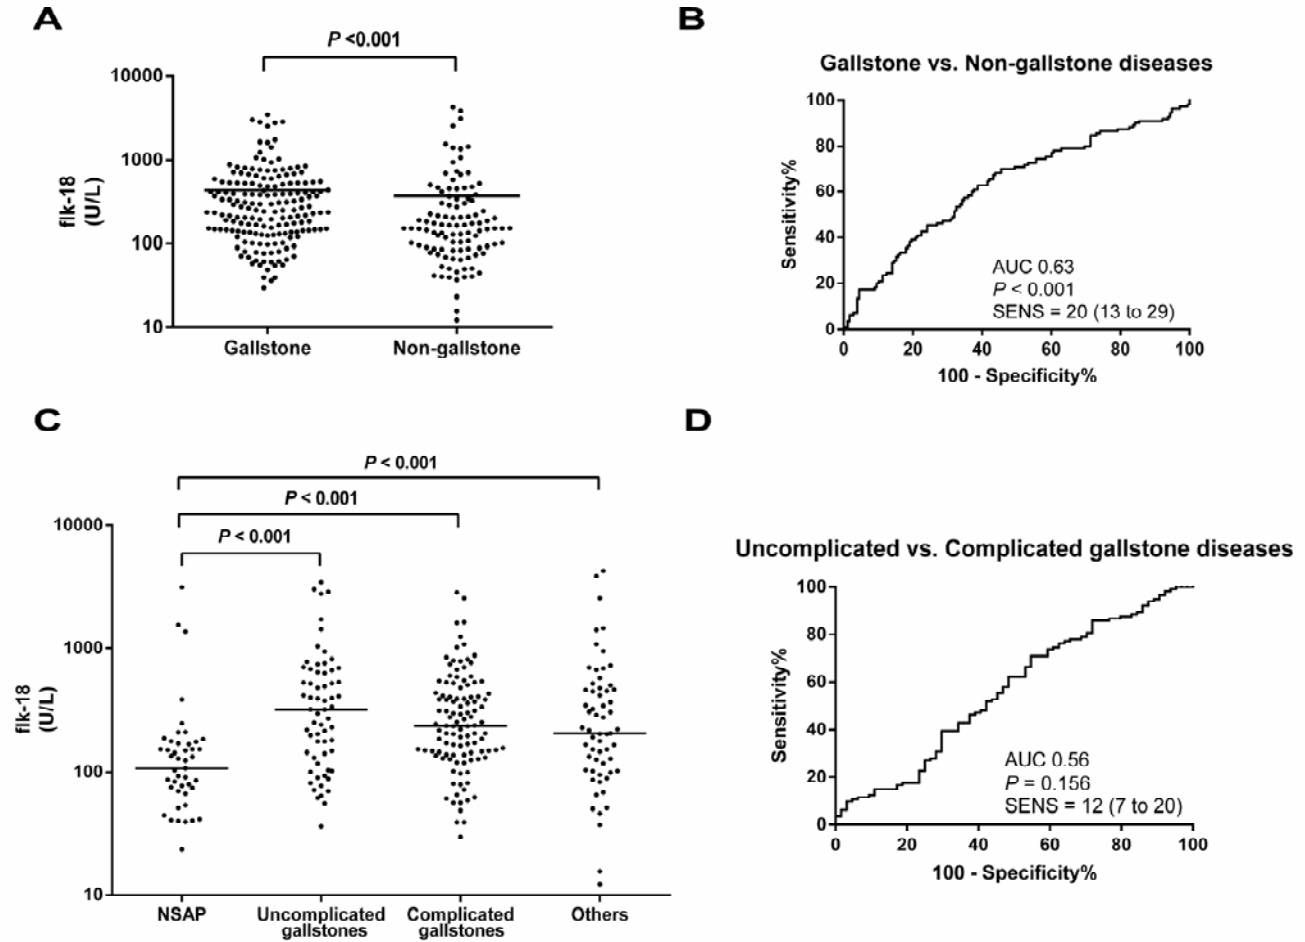 A
P <0.001
10000
1000
100
10
flk-18
(U/L)
Gallstone
Non-gallstone
B
Gallstone vs. Non-gallstone diseases
100
80
60
40
20
0
Sensitivity%
AUC 0.63
P < 0.001
SENS = 20 (13 to 29)
0 20 40 60 80 100
100 - Specificity%
C
P < 0.001
P < 0.001
P < 0.001
10000
1000
100
10
flk-18
(U/L)
NSAP
Uncomplicated
gallstones
Complicated
gallstones
Others
D
Uncomplicated vs. Complicated gallstone diseases
100
80
60
40
20
0
Sensitivity%
AUC 0.56
P = 0.156
SENS = 12 (7 to 20)
0 20 40 60 80 100
100 - Specificity%